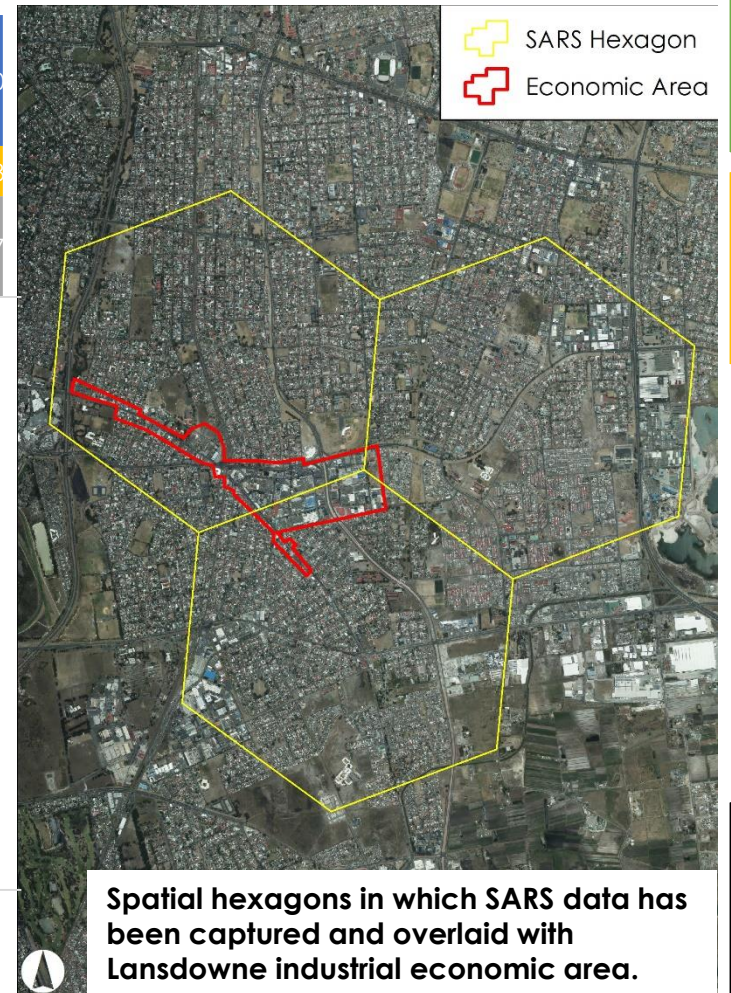 SARS Hexagon
Economic Area
Spatial hexagons in which SARS data has
been captured and overlaid with
Lansdowne industrial economic area.